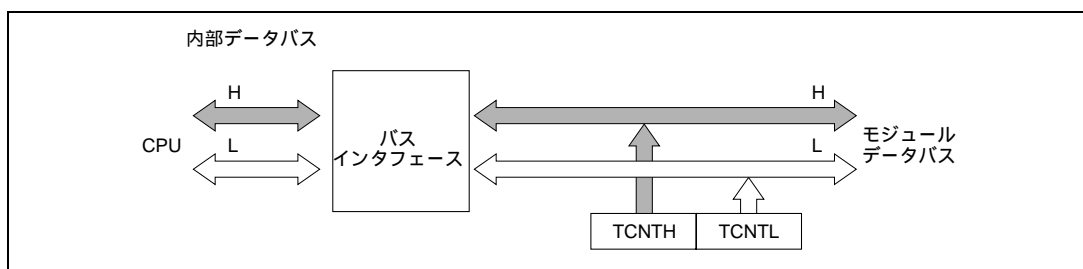 内部データバス
H
H
CPU
L
バス
インタフェース
L
モジュール
データバス
TCNTH
TCNTL